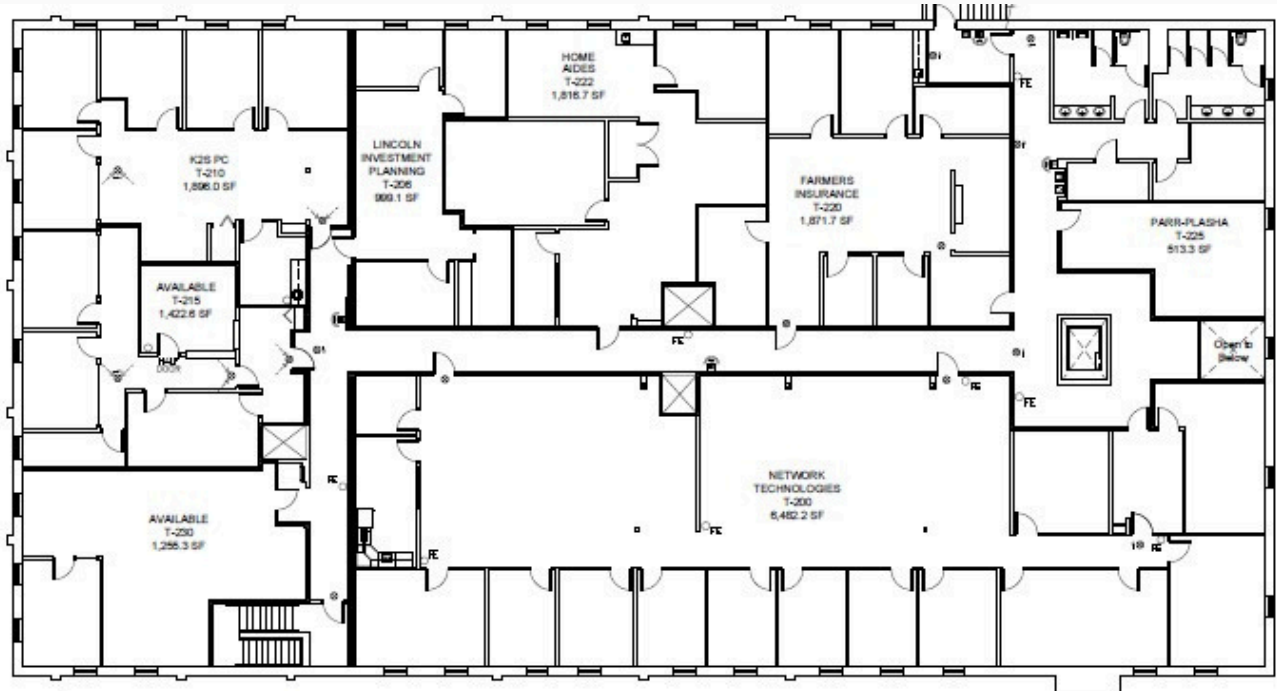 HOME
AIDES
T-222
1,816.7 SF
FE
LINCOLN
INVESTMENT
PLANNING
T-206
999.1 SF
K2S PC
T-210
1,896.0 SF
FARMERS
INSURANCE
T-220
1,871.7 SF
PARR-PLASHA
T-225
513.3 SF
AVAILABLE
T-215
1,422.6 SF
DOOR
FE
Open to
Below
FE
FE
NETWORK
TECHNOLOGIES
T-200
6,462.2 SF
FE
AVAILABLE
T-230
1,255.3 SF
FE
FE
FE